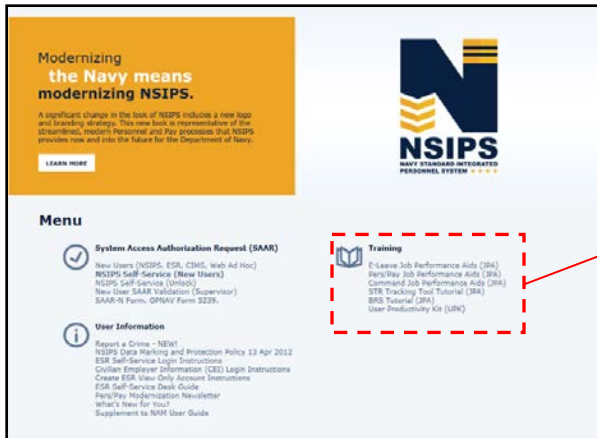 Modernizing
the Navy means
modernizing NSIPS.
A significant change in the look of NSIPS includes a new logo
and branding strategy. This new look is representative of the
streamlined, modern Personnel and Pay processes that NSIPS
provides now and into the future for the Department of Navy.
LEARN MORE
NSIPS
NAVY STANDARD INTEGRATED
PERSONNEL SYSTEM
Menu
System Access Authorization Request (SAAR)
New Users (NSIPS, ESR, CIMS, Web Ad Hoc)
NSIPS Self-Service (New Users)
NSIPS Self-Service (Unlock)
New User SAAR Validation (Supervisor)
SAAR-N Form, OPNAV Form 5239.
User Information
Report a Crime - NEW!
NSIPS Data Marking and Protection Policy 13 Apr 2012
ESR Self-Service Login Instructions
Civilian Employer Information (CEI) Login Instructions
Create ESR View Only Account Instructions
ESR Self-Service Desk Guide
Pers/Pay Modernization Newsletter
What's New for You?
Supplement to NAM User Guide
Training
E-Leave Job Performance Aids (JPA)
Pers/Pay Job Performance Aids (JPA)
Command Job Performance Aids (JPA)
STR Tracking Tool Tutorial (JPA)
BRS Tutorial (JPA)
User Productivity Kit (UPK)